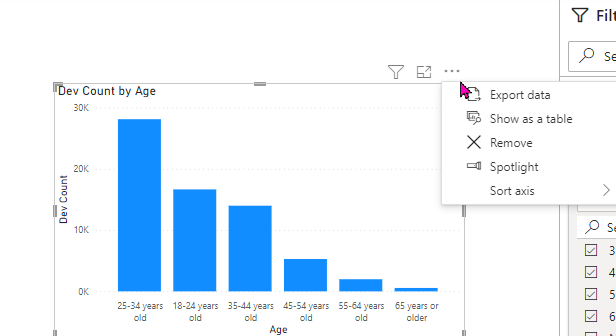 Filt
Se
Dev Count by Age
30K
20K
10K
0K
Dev Count
25-34 years
old
18-24 years
old
35-44 years
old
45-54 years
old
55-64 years
old
65 years or
older
Age
Export data
Show as a table
Remove
Spotlight
Sort axis
Se
3
4
5
6